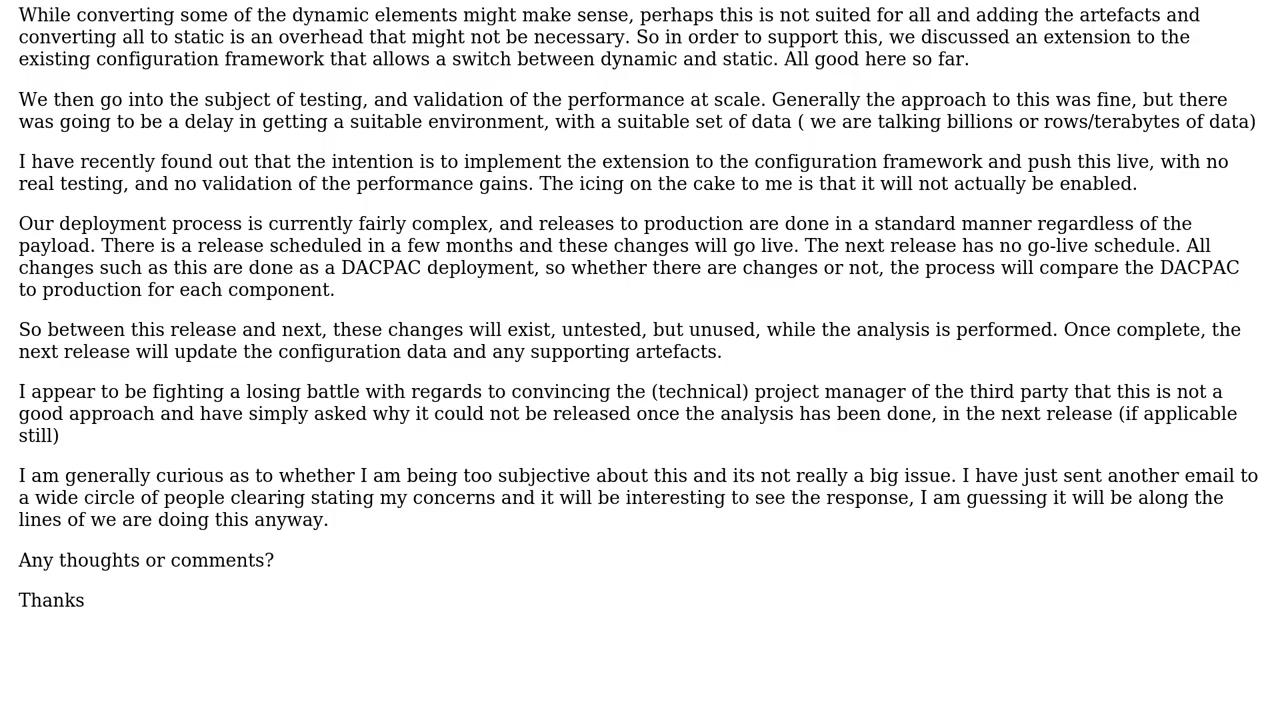 While converting some of the dynamic elements might make sense, perhaps this is not suited for all and adding the artefacts and
converting all to static is an overhead that might not be necessary. So in order to support this, we discussed an extension to the
existing configuration framework that allows a switch between dynamic and static. All good here so far.
We then go into the subject of testing, and validation of the performance at scale. Generally the approach to this was fine, but there
was going to be a delay in getting a suitable environment, with a suitable set of data ( we are talking billions or rows/terabytes of data)
I have recently found out that the intention is to implement the extension to the configuration framework and push this live, with no
real testing, and no validation of the performance gains. The icing on the cake to me is that it will not actually be enabled.
Our deployment process is currently fairly complex, and releases to production are done in a standard manner regardless of the
payload. There is a release scheduled in a few months and these changes will go live. The next release has no go-live schedule. All
changes such as this are done as a DACPAC deployment, so whether there are changes or not, the process will compare the DACPAC
to production for each component.
So between this release and next, these changes will exist, untested, but unused, while the analysis is performed. Once complete, the
next release will update the configuration data and any supporting artefacts.
I appear to be fighting a losing battle with regards to convincing the (technical) project manager of the third party that this is not a
good approach and have simply asked why it could not be released once the analysis has been done, in the next release (if applicable
still)
I am generally curious as to whether I am being too subjective about this and its not really a big issue. I have just sent another email to
a wide circle of people clearing stating my concerns and it will be interesting to see the response, I am guessing it will be along the
lines of we are doing this anyway.
Any thoughts or comments?
Thanks